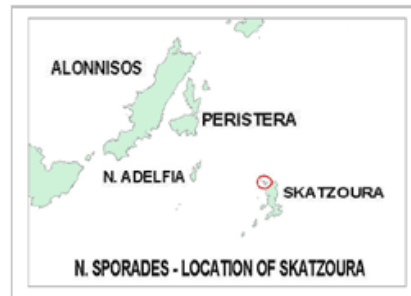 ALONNISOS
PERISTERA
N. ADELFIA
SKATZOURA
N. SPORADES - LOCATION OF SKATZOURA